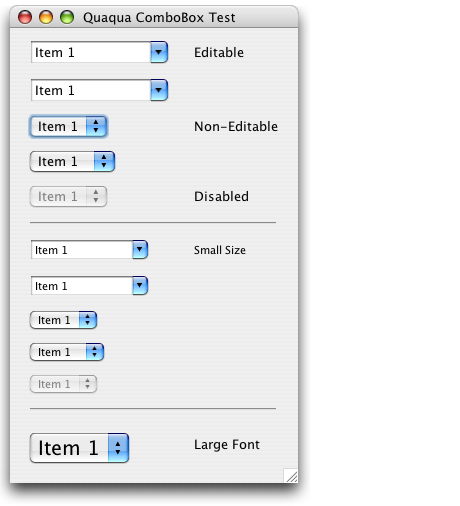 Quaqua ComboBox Test
Item 1 Editable
Item 1
Item 1 Non-Editable
Item 1
Item 1 Disabled
Item 1 Small Size
Item 1
Item 1
Item 1
Item 1
Item 1 Large Font